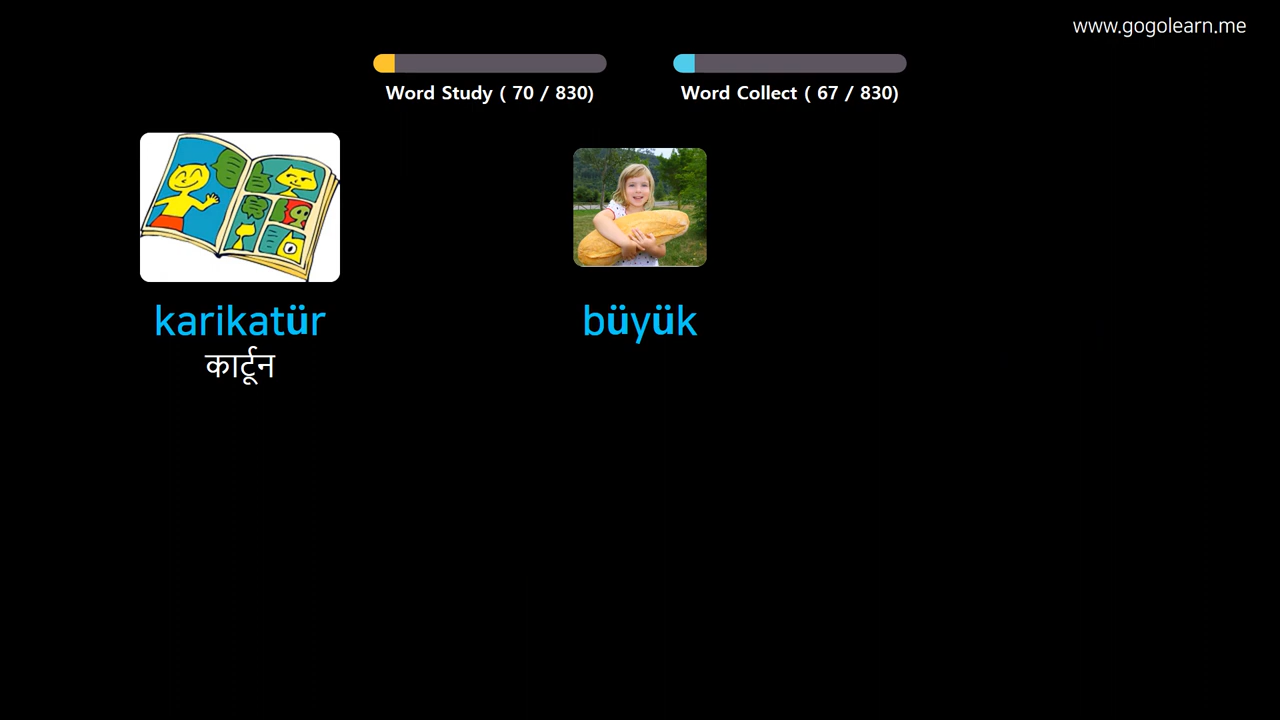 www.gogolearn.me
Word Study ( 70 / 830)
Word Collect ( 67 / 830)
karikatür
कार्टून
büyük